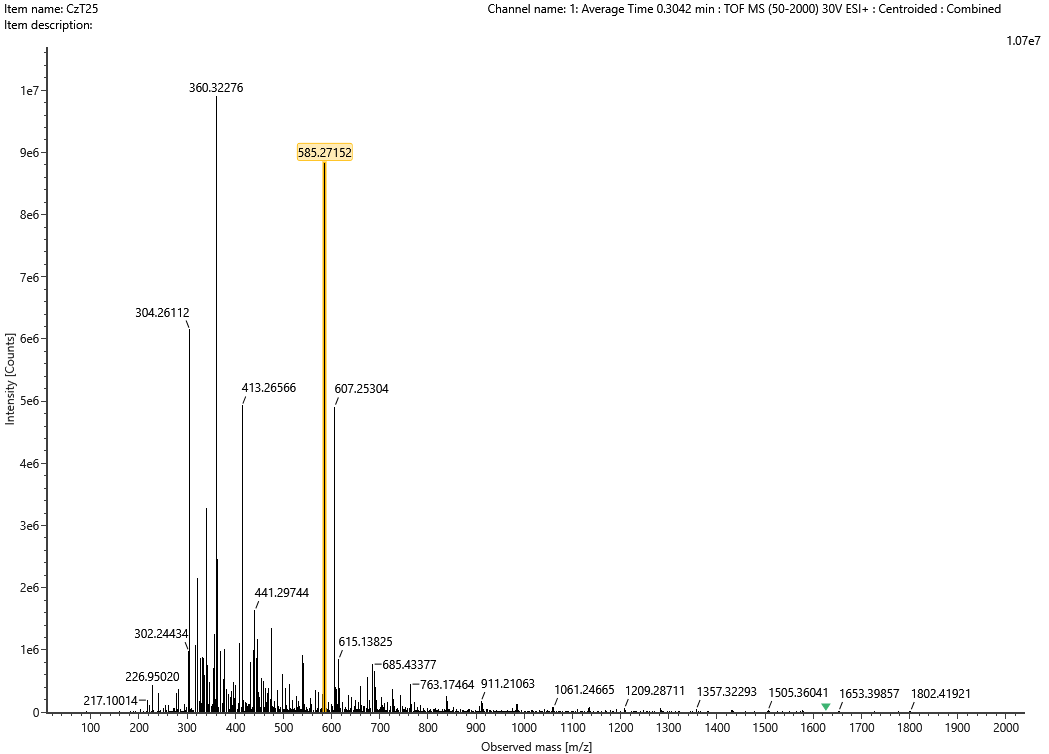 Item name: CzT25
Channel name: 1: Average Time 0.3042 min : TOF MS (50-2000) 30V ESI+ : Centroided : Combined
Item description:
1.07e7
360.32276
1e7
585.27152
9e6
8e6
7e6
304.26112
6e6
413.26566
607.25304
5e6
4e6
3e6
2e6
441.29744
302.24434
615.13825
1e6
685.43377
226.95020
763.17464
911.21063
217.10014
1061.24665
1209.28711
1357.32293
1505.36041
1653.39857
1802.41921
0
100
200
300
400
500
600
700
800
900
1000
1100
1200
1300
1400
1500
1600
1700
1800
1900
2000
Intensity [Counts]
Observed mass [m/z]